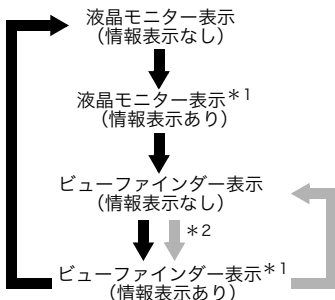 液晶モニター表示
（情報表示なし）
液晶モニター表示＊1
（情報表示あり）
ビューファインダー表示
（情報表示なし）
＊2
ビューファインダー表示＊1
（情報表示あり）